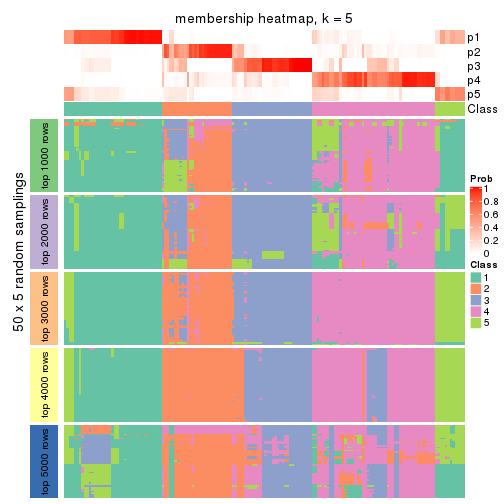 membership heatmap, k = 5
p1
p2
p3
p4
p5
Class
50 x 5 random samplings
top 1000 rows
top 2000 rows
top 3000 rows
top 4000 rows
top 5000 rows
Prob
1
0.8
0.6
0.4
0.2
0
Class
1
2
3
4
5